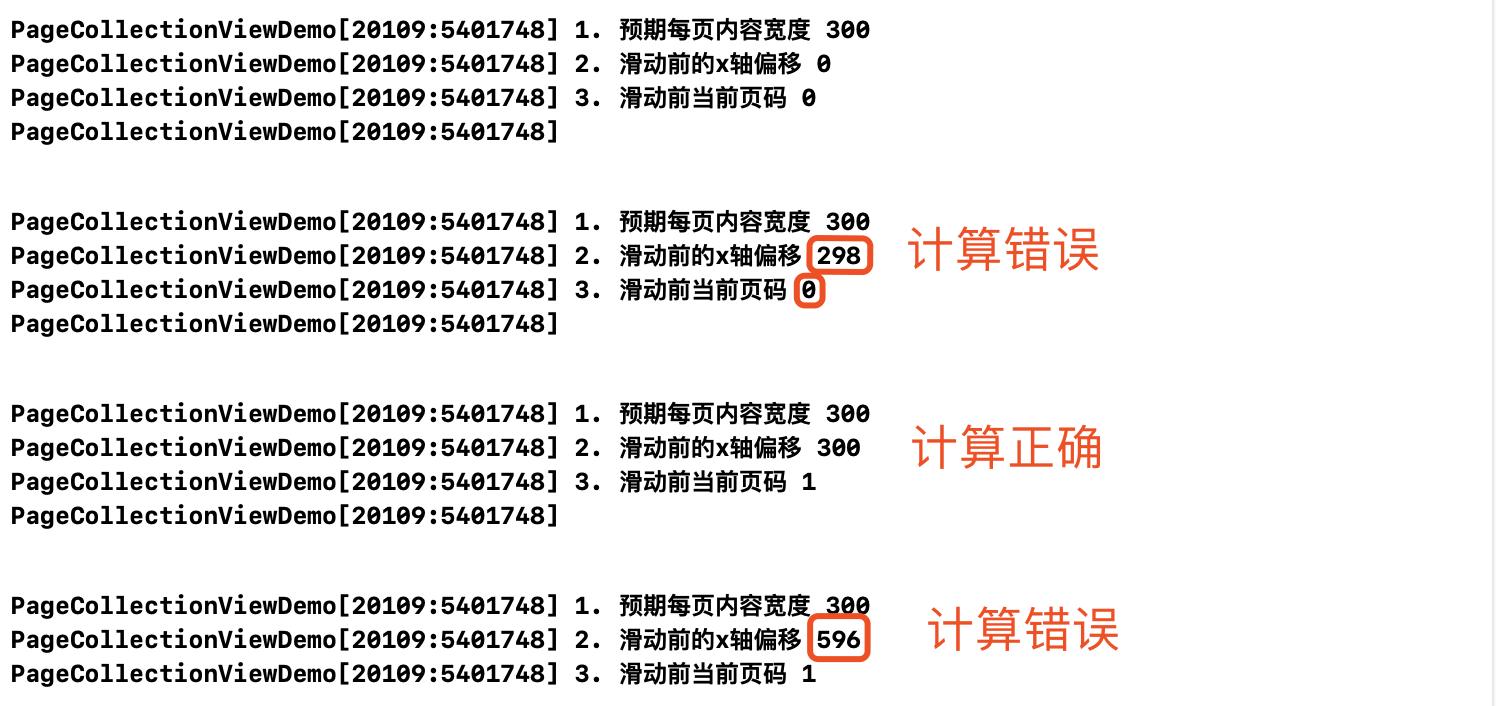 PageCollectionViewDemo[20109:5401748] 1. 预期每页内容宽度 300
PageCollectionViewDemo[20109:5401748] 2. 滑动前的x轴偏移 0
PageCollectionViewDemo[20109:5401748] 3. 滑动前当前页码 0
PageCollectionViewDemo[20109:5401748]
PageCollectionViewDemo[20109:5401748] 1. 预期每页内容宽度 300
PageCollectionViewDemo[20109:5401748] 2. 滑动前的x轴偏移 298 计算错误
PageCollectionViewDemo[20109:5401748] 3. 滑动前当前页码 0
PageCollectionViewDemo[20109:5401748]
PageCollectionViewDemo[20109:5401748] 1. 预期每页内容宽度 300
PageCollectionViewDemo[20109:5401748] 2. 滑动前的x轴偏移 300 计算正确
PageCollectionViewDemo[20109:5401748] 3. 滑动前当前页码 1
PageCollectionViewDemo[20109:5401748]
PageCollectionViewDemo[20109:5401748] 1. 预期每页内容宽度 300
PageCollectionViewDemo[20109:5401748] 2. 滑动前的x轴偏移 596 计算错误
PageCollectionViewDemo[20109:5401748] 3. 滑动前当前页码 1